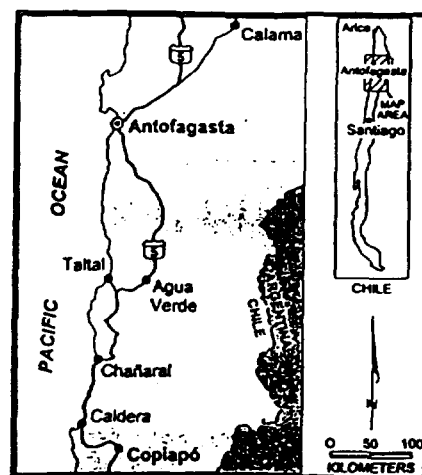 Calama
5
Antofagasta
OCEAN
5
Taltal
Agua
Verde
PACIFIC
CHILE
ARGENTINA
Chañaral
Caldera
Copiapó
Arica
Antofagasta
MAP
AREA
Santiago
CHILE
0 50 100
KILOMETERS